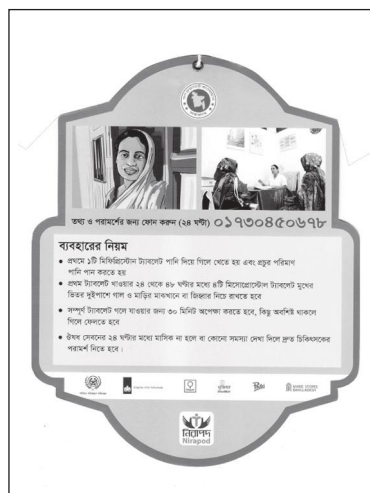 তথ্য ও পরামর্শের জন্য ফোন করুন (২৪ ঘণ্টা) ০১৭৩০৪৫০৬৭৮
ব্যবহারের নিয়ম
প্রথমে ১টি মিফিপ্রিস্টোন ট্যাবলেট পানি দিয়ে গিলে খেতে হয় এবং প্রচুর পরিমাণ
পানি পান করতে হয়
প্রথম ট্যাবলেট খাওয়ার ২৪ থেকে ৪৮ ঘণ্টার মধ্যে ৪টি মিসোপ্রোস্টোল ট্যাবলেট মুখের
ভিতর দুইপাশে গাল ও মাড়ির মাঝখানে বা জিহ্বার নিচে রাখতে হবে
সম্পূর্ণ ট্যাবলেট গলে যাওয়ার জন্য ৩০ মিনিট অপেক্ষা করতে হবে, কিছু অবশিষ্ট থাকলে
গিলে ফেলতে হবে
ঔষধ সেবনের ২৪ ঘণ্টার মধ্যে মাসিক না হলে বা কোনো সমস্যা দেখা দিলে দ্রুত চিকিৎসকের
পরামর্শ নিতে হবে।
নিরাপদ
Nirapod